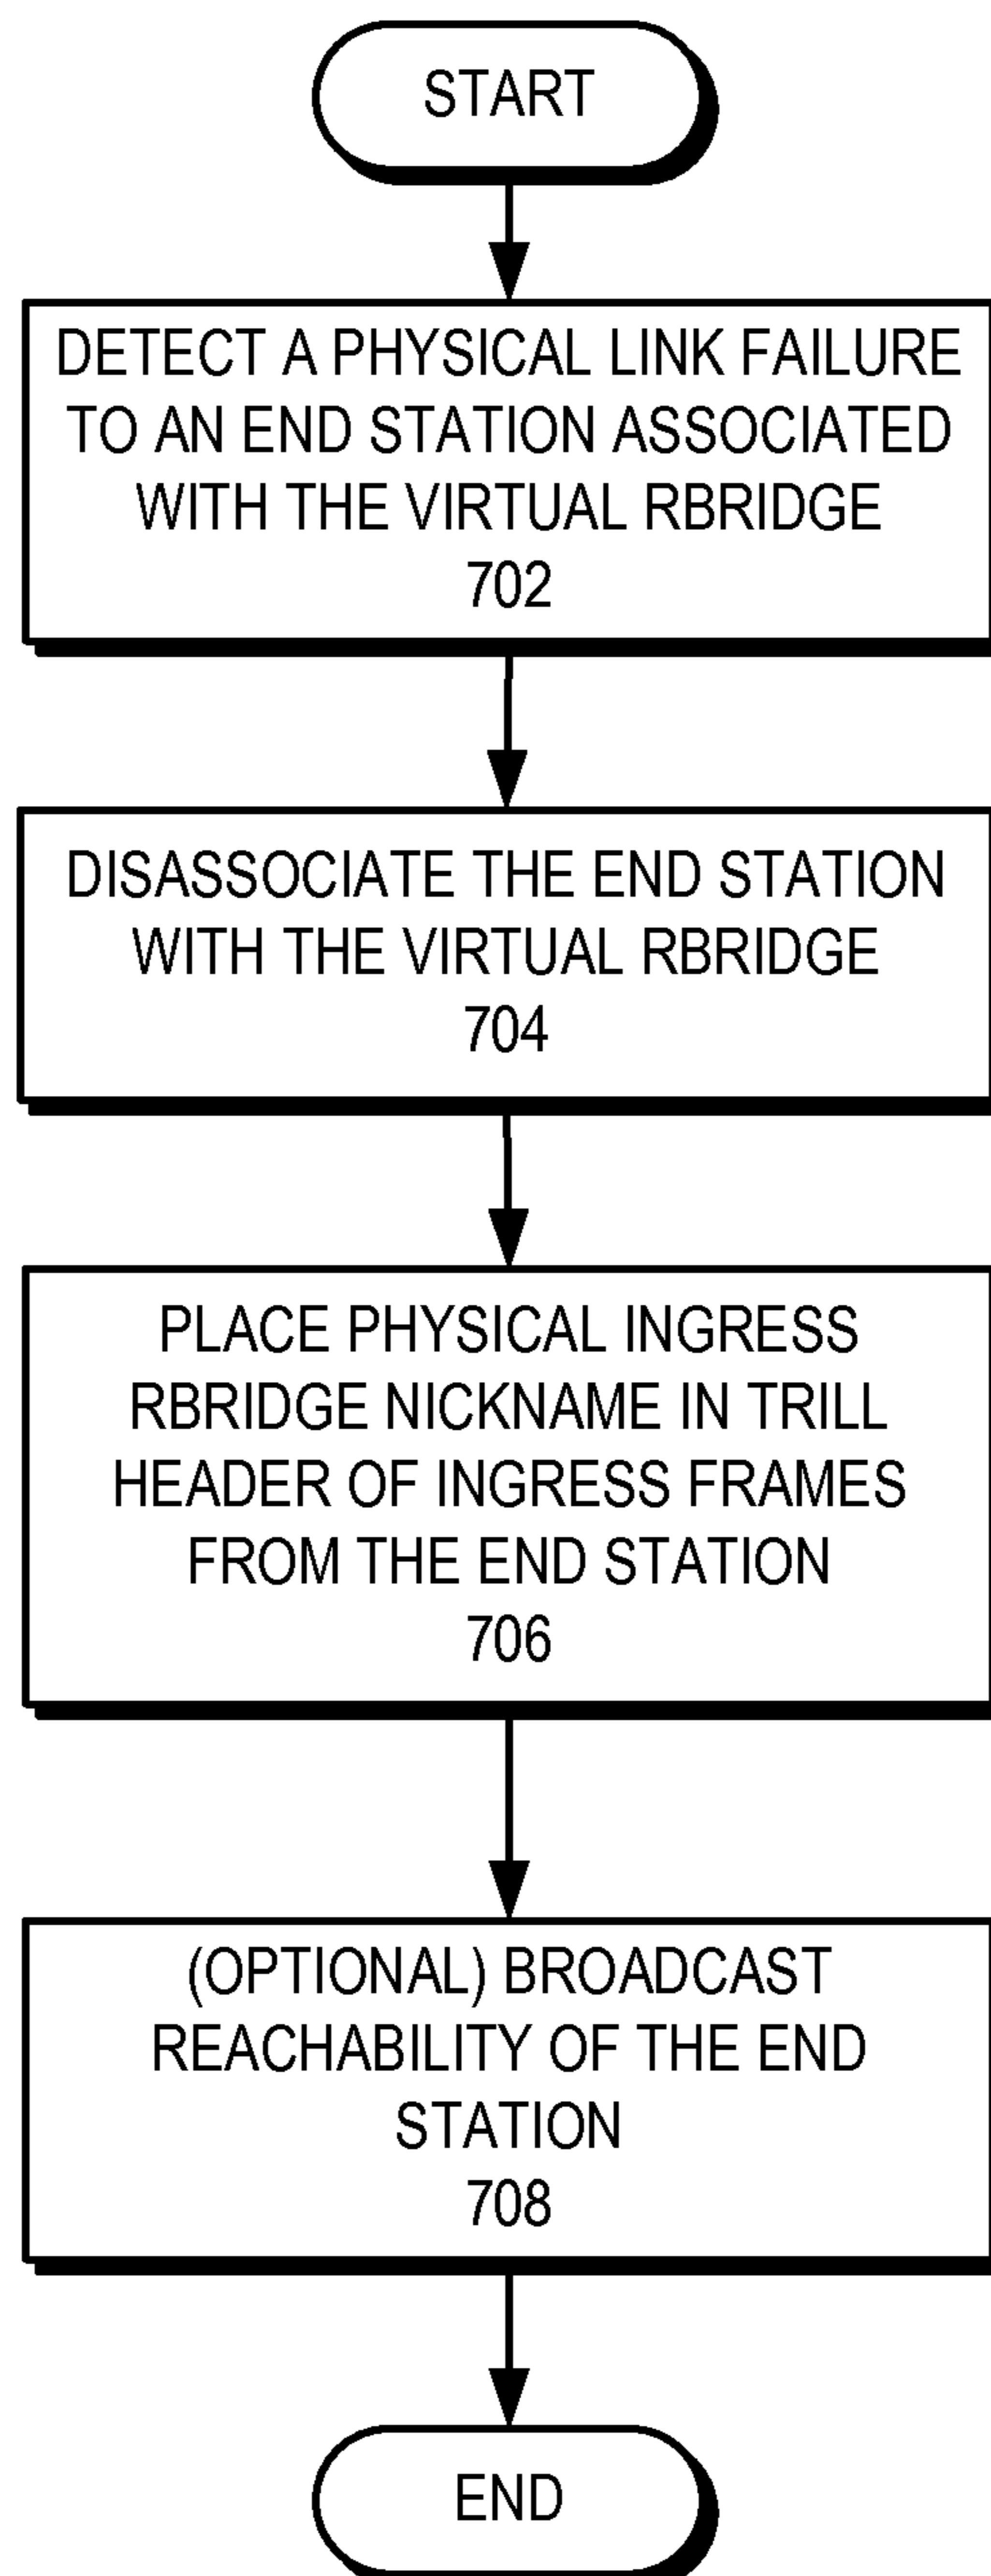 START
DETECT A PHYSICAL LINK FAILURE
TO AN END STATION ASSOCIATED
WITH THE VIRTUAL RBRIDGE
702
DISASSOCIATE THE END STATION
WITH THE VIRTUAL RBRIDGE
704
PLACE PHYSICAL INGRESS
RBRIDGE NICKNAME IN TRILL
HEADER OF INGRESS FRAMES
FROM THE END STATION
706
(OPTIONAL) BROADCAST
REACHABILITY OF THE END
STATION
708
END